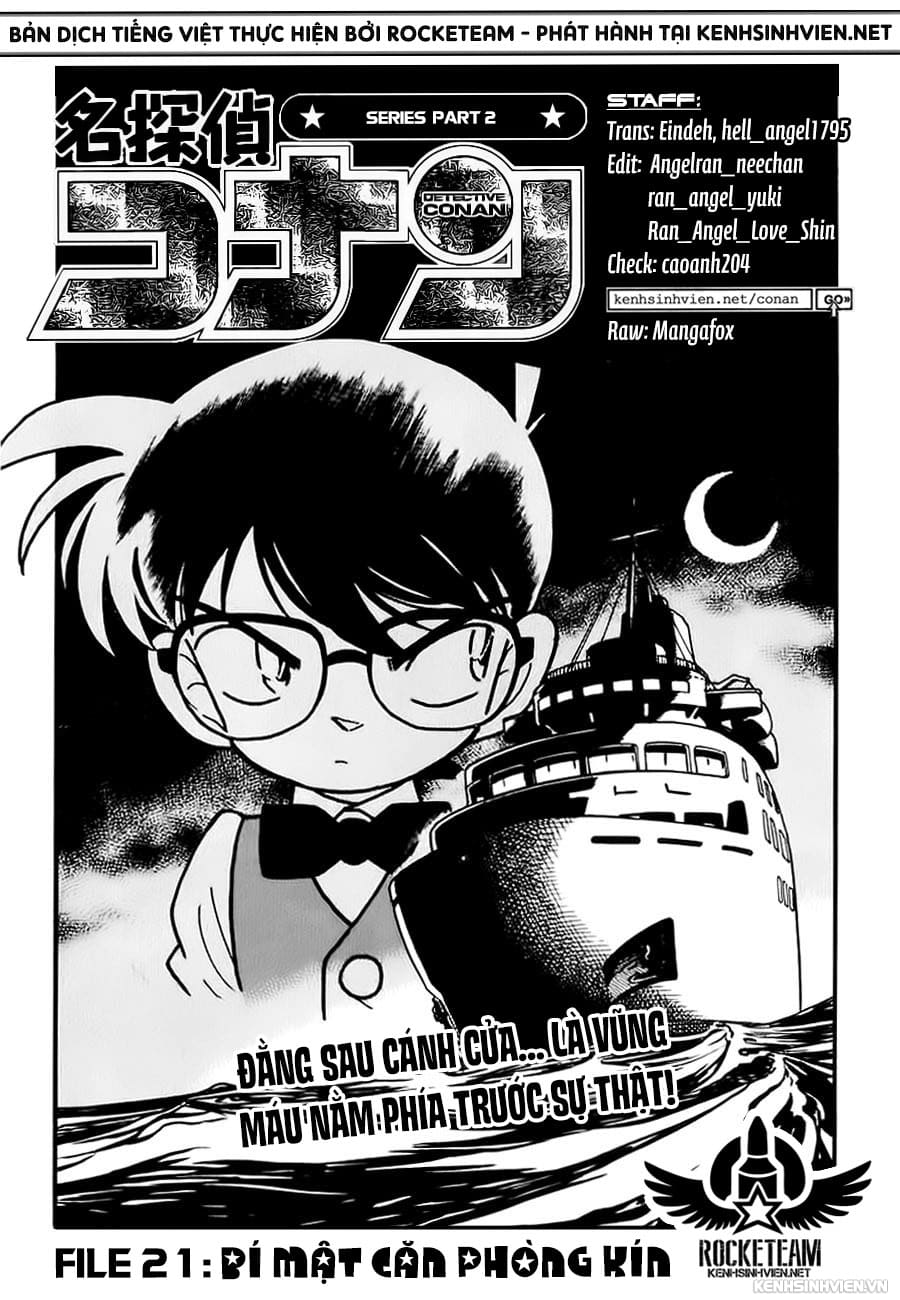 BẢN DỊCH TIẾNG VIỆT THỰC HIỆN BỞI ROCKETEAM - PHÁT HÀNH TẠI KENHSINHVIEN.NET
名探偵
SERIES PART 2
コナン
DETECTIVE
CONAN
STAFF:
Trans: Eindeh, hell_angel1795
Edit: Angelran_neechan
ran_angel_yuki
Ran_Angel_Love_Shin
Check: caoanh204
kenhsinhvien.net/conan GO»
Raw: Mangafox
ĐẰNG SAU CÁNH CỬA... LÀ VŨNG
MÁU NẰM PHÍA TRƯỚC SỰ THẬT!
FILE 21: BÍ MẬT CĂN PHÒNG KÍN
ROCKETEAM
KENHSINHVIEN.NET
KENHSINHVIEN.VN